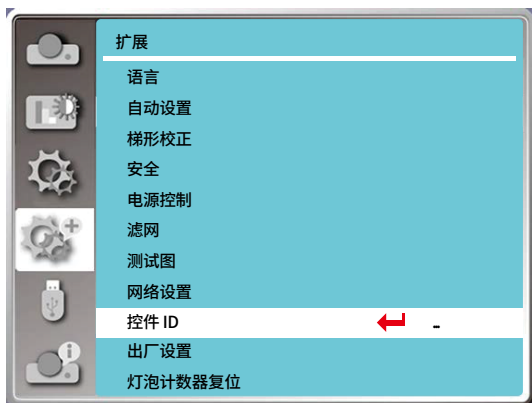 扩展
语言
自动设置
梯形校正
安全
电源控制
滤网
测试图
网络设置
控件 ID
出厂设置
灯泡计数器复位